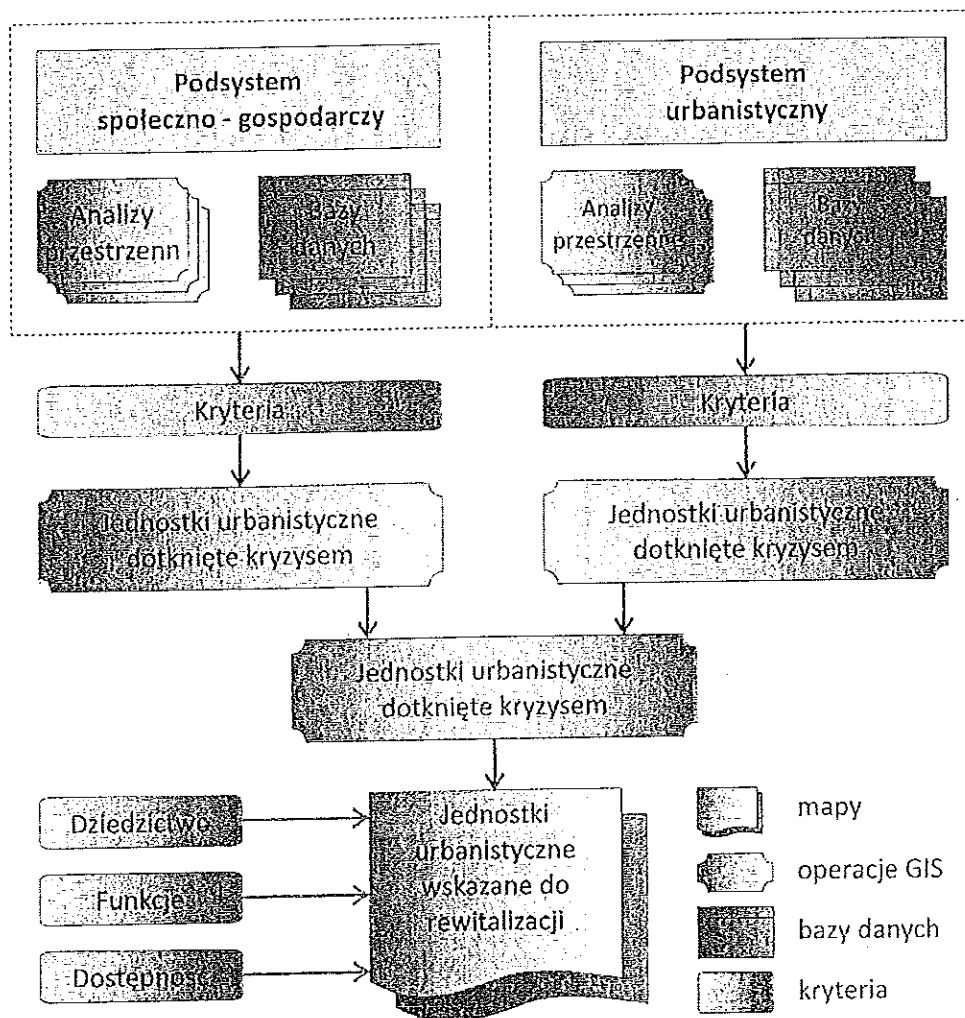 Podsystem
społeczno - gospodarczy
Analizy
przestrzenn
Bazy
danych
Podsystem
urbanistyczny
Analizy
przestrzenne
Bazy
danych
Kryteria
Kryteria
Jednostki urbanistyczne
dotknięte kryzysem
Jednostki urbanistyczne
dotknięte kryzysem
Jednostki urbanistyczne
dotknięte kryzysem
Dziedzictwo
Funkcje
Dostępność
Jednostki
urbanistyczne
wskazane do
rewitalizacji
mapy
operacje GIS
bazy danych
kryteria